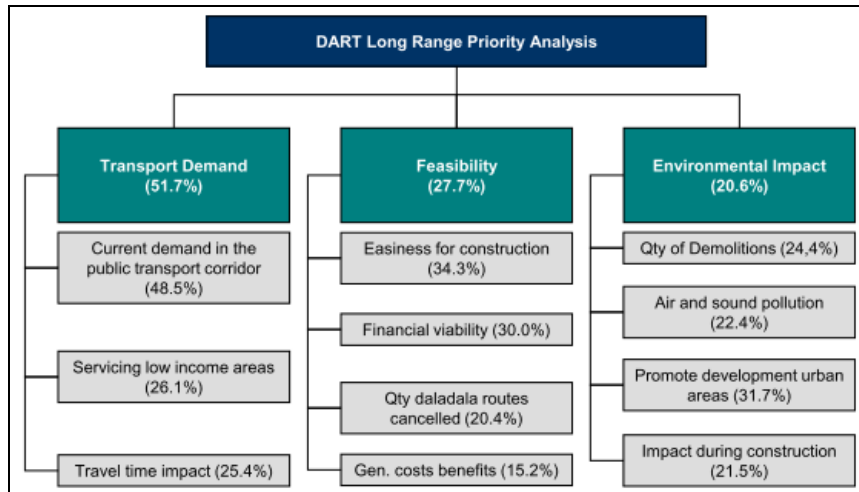 DART Long Range Priority Analysis
Transport Demand
(51.7%)
Current demand in the
public transport corridor
(48.5%)
Servicing low income areas
(26.1%)
Travel time impact (25.4%)
Feasibility
(27.7%)
Easiness for construction
(34.3%)
Financial viability (30.0%)
Qty daladala routes
cancelled (20.4%)
Gen. costs benefits (15.2%)
Environmental Impact
(20.6%)
Qty of Demolitions (24,4%)
Air and sound pollution
(22.4%)
Promote development urban
areas (31.7%)
Impact during construction
(21.5%)